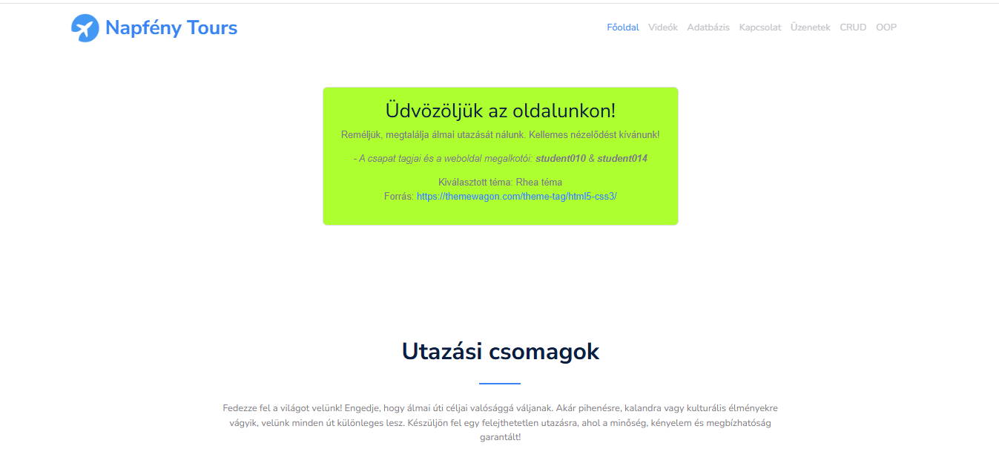 Napfény Tours
Főoldal Videók Adatbázis Kapcsolat Üzenetek CRUD OOP
Üdvözöljük az oldalunkon!
Reméljük, megtalálja álmai utazását nálunk. Kellemes nézelődést kívánunk!
- A csapat tagjai és a weboldal megalkotói: student010 & student014
Kiválasztott téma: Rhea téma
Forrás: https://themewagon.com/theme-tag/html5-css3/
Utazási csomagok
Fedezze fel a világot velünk! Engedje, hogy álmai úti céljai valósággá váljanak. Akár pihenésre, kalandra vagy kulturális élményekre
vágyik, velünk minden út különleges lesz. Készüljön fel egy felejthetetlen utazásra, ahol a minőség, kényelem és megbízhatóság
garantált!